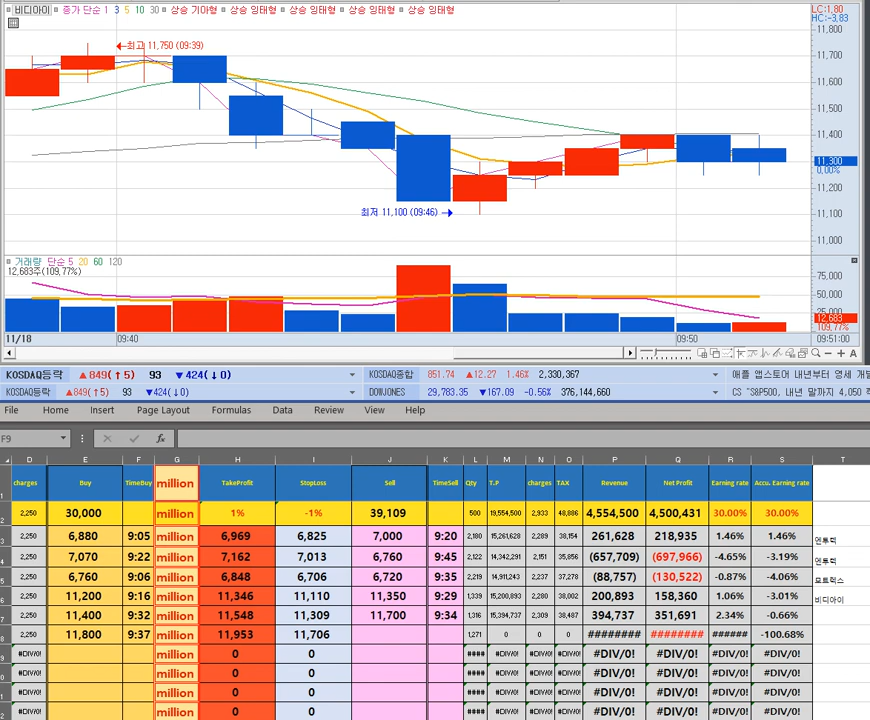 비디아이 종가 단순 1 3 5 10 30 상승 기아형 상승 잉태형 상승 잉태형 상승 잉태형 상승 잉태형
LC:1,80
HC:-3,83
최고 11,750 (09:39)
11,800
11,700
11,600
11,500
11,400
11,300
0,00%
11,200
11,100
11,000
최저 11,100 (09:46)
거래량 단순 5 20 60 120
12,683주(109,77%)
75,000
50,000
25,000
12,683
109,77%
11/18 09:40 09:50 09:51:00
KOSDAQ등락 ▲849(↑5) 93 ▼424(↓0) KOSDAQ종합 851.74 ▲12.27 1.46% 2,330,367 애플 앱스토어 내년부터 영세 개발
KOSDAQ등락 ▲849(↑5) 93 ▼424(↓0) DOWJONES 29,783.35 ▼167.09 -0.56% 376,144,660 CS "S&P500, 내년 말까지 4,050
File Home Insert Page Layout Formulas Data Review View Help
F9 fx
D E F G H I J K L M N O P Q R S T
1 charges Buy TimeBuy million TakeProfit StopLoss Sell TimeSell Qty T.P charges TAX Revenue Net Profit Earning rate Accu. Earning rate
2 2,250 30,000 million 1% -1% 39,109 500 19,554,500 2,933 48,886 4,554,500 4,500,431 30.00% 30.00%
3 2,250 6,880 9:05 million 6,969 6,825 7,000 9:20 2,180 15,261,628 2,289 38,154 261,628 218,935 1.46% 1.46%
4 2,250 7,070 9:22 million 7,162 7,013 6,760 9:45 2,122 14,342,291 2,151 35,856 (657,709) (697,966) -4.65% -3.19%
5 2,250 6,760 9:06 million 6,848 6,706 6,720 9:35 2,219 14,911,243 2,237 37,278 (88,757) (130,522) -0.87% -4.06% 모트렉스
6 2,250 11,200 9:16 million 11,346 11,110 11,350 9:29 1,339 15,200,893 2,280 38,002 200,893 158,360 1.06% -3.01% 비디아이
7 2,250 11,400 9:32 million 11,548 11,309 11,700 9:34 1,316 15,394,737 2,309 38,487 394,737 351,691 2.34% -0.66%
8 2,250 11,800 9:37 million 11,953 11,706 1,271 0 0 0 ######## ######## ###### -100.68%
9 #DIV/0! million 0 0 #### #DIV/0! #DIV/0! #DIV/0! #DIV/0! #DIV/0! #DIV/0! #DIV/0!
0 #DIV/0! million 0 0 #### #DIV/0! #DIV/0! #DIV/0! #DIV/0! #DIV/0! #DIV/0! #DIV/0!
1 #DIV/0! million 0 0 #### #DIV/0! #DIV/0! #DIV/0! #DIV/0! #DIV/0! #DIV/0! #DIV/0!
2 #DIV/0! million 0 0 #### #DIV/0! #DIV/0! #DIV/0! #DIV/0! #DIV/0! #DIV/0! #DIV/0!